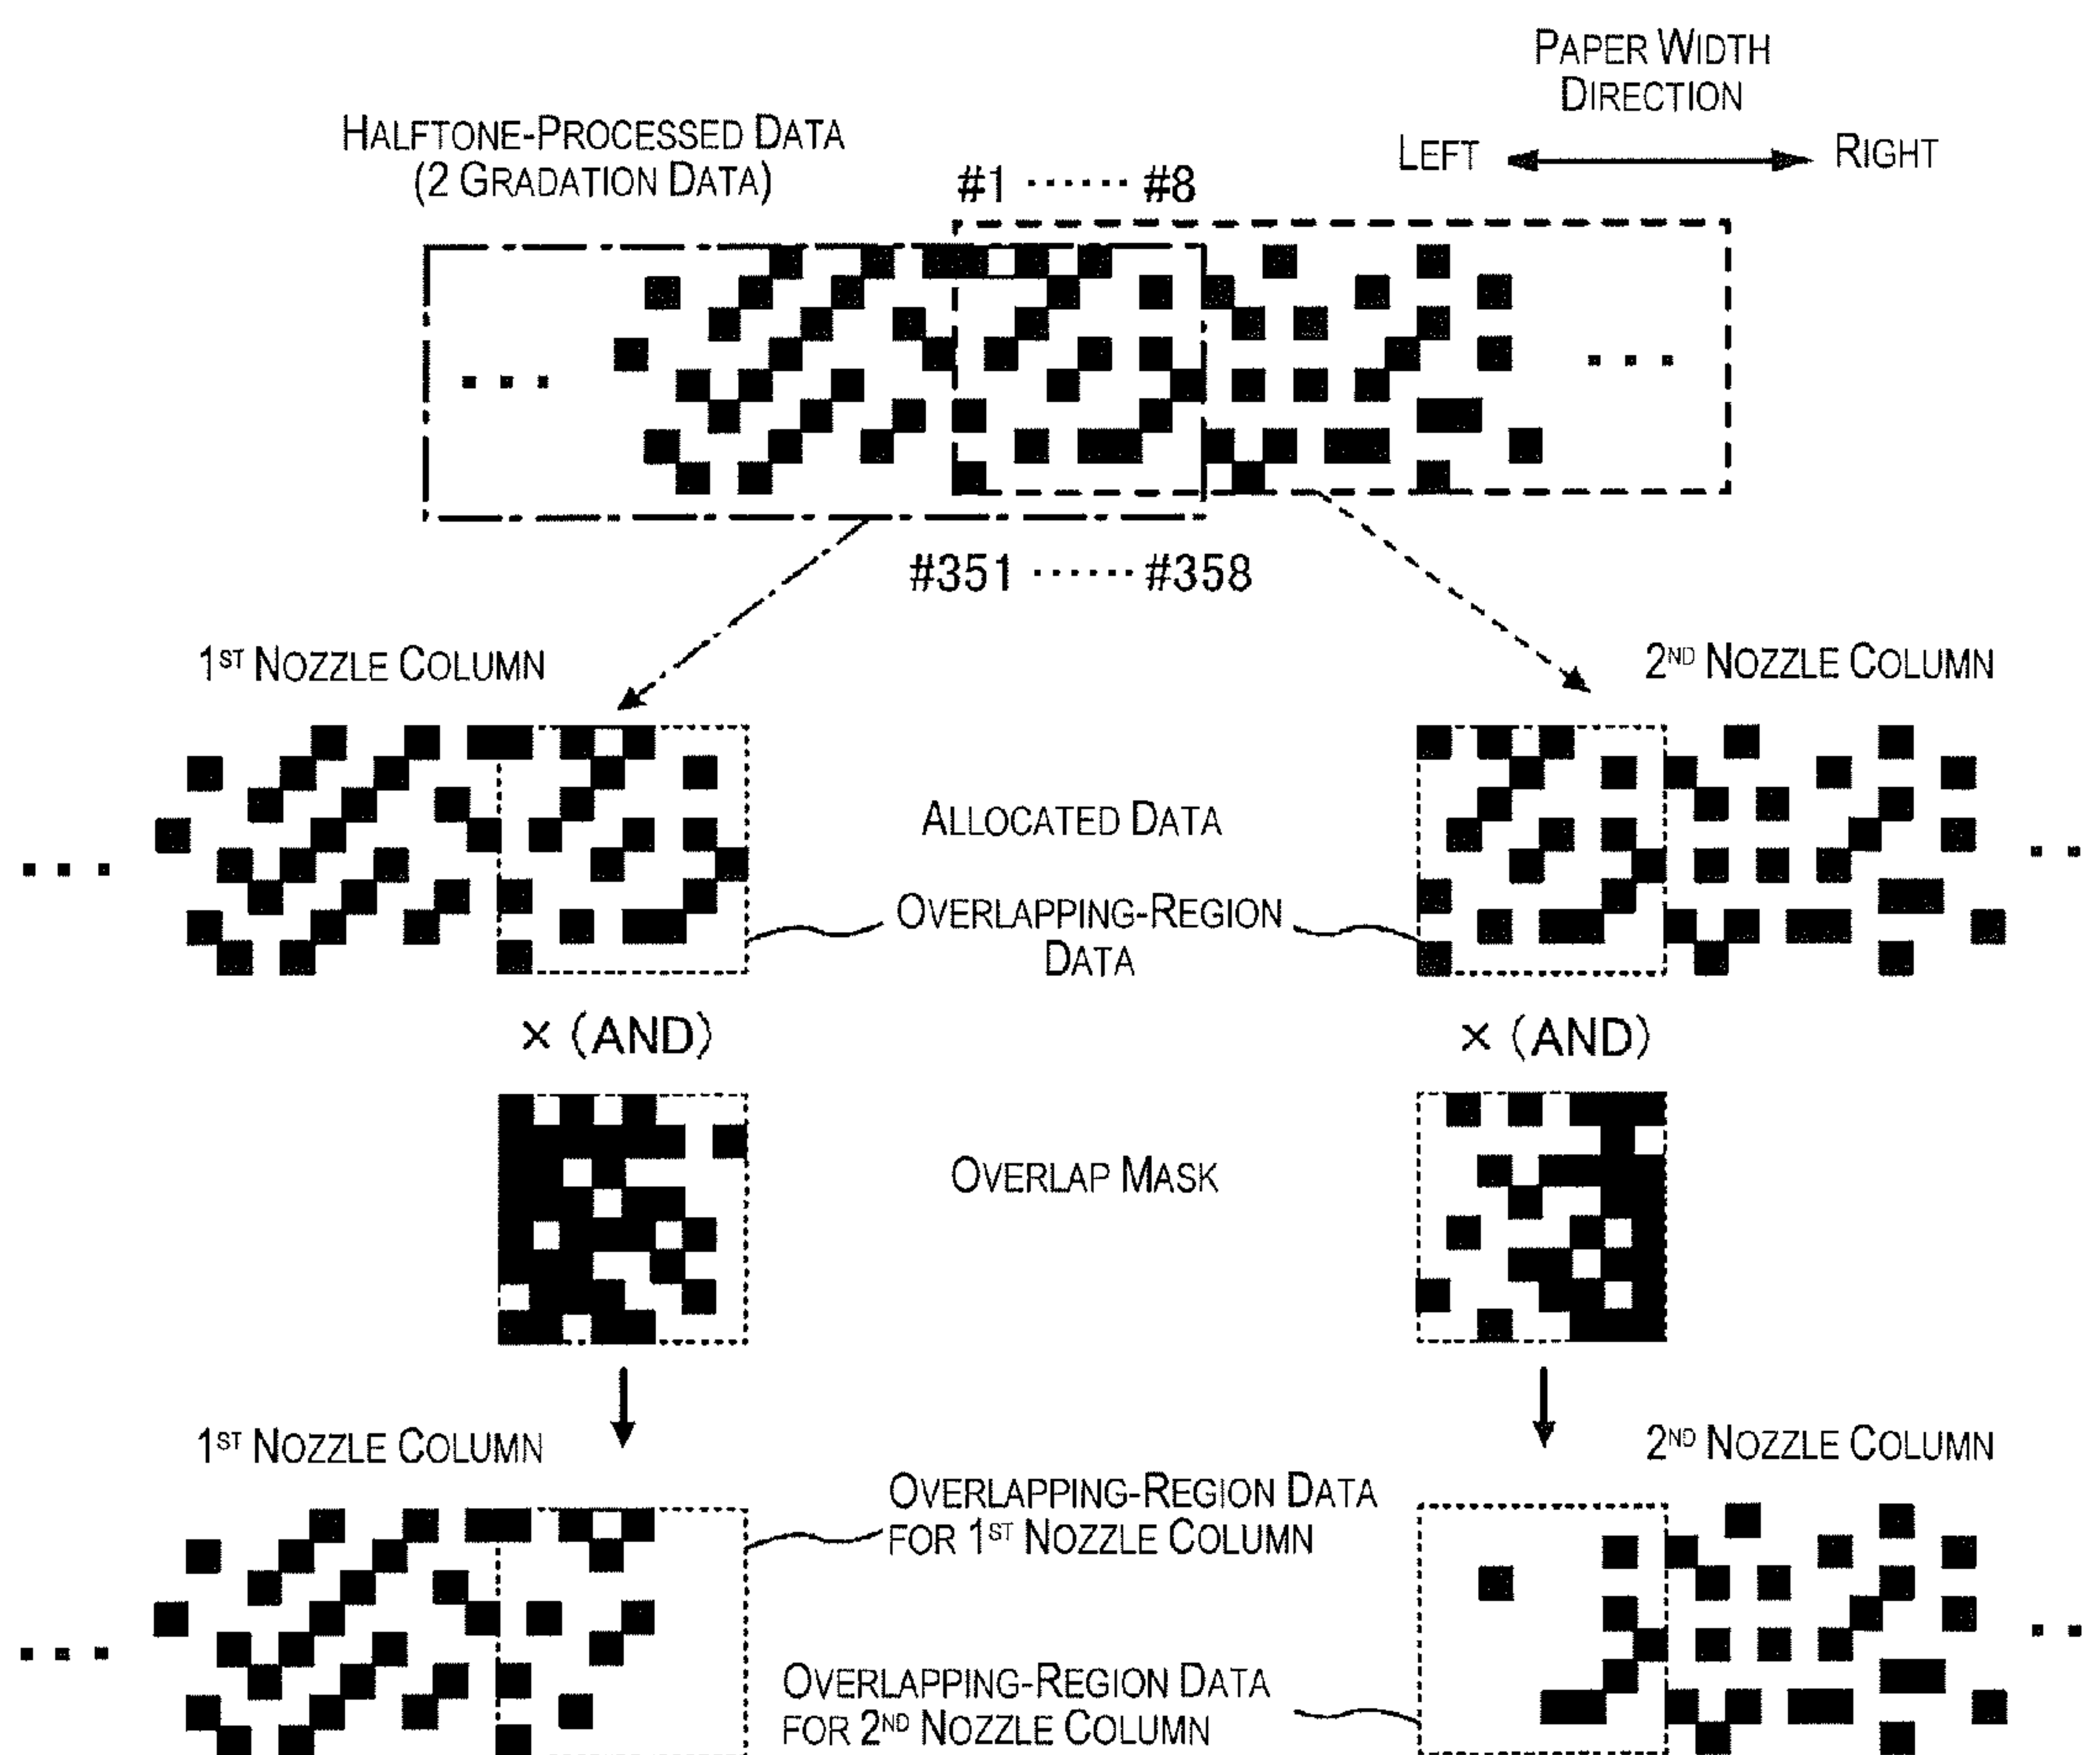 PAPER WIDTH
DIRECTION
LEFT RIGHT
HALFTONE-PROCESSED DATA
(2 GRADATION DATA)
#1 ······ #8
#351 ······ #358
1ST NOZZLE COLUMN
2ND NOZZLE COLUMN
ALLOCATED DATA
OVERLAPPING-REGION
DATA
× (AND)
× (AND)
OVERLAP MASK
1ST NOZZLE COLUMN
2ND NOZZLE COLUMN
OVERLAPPING-REGION DATA
FOR 1ST NOZZLE COLUMN
OVERLAPPING-REGION DATA
FOR 2ND NOZZLE COLUMN